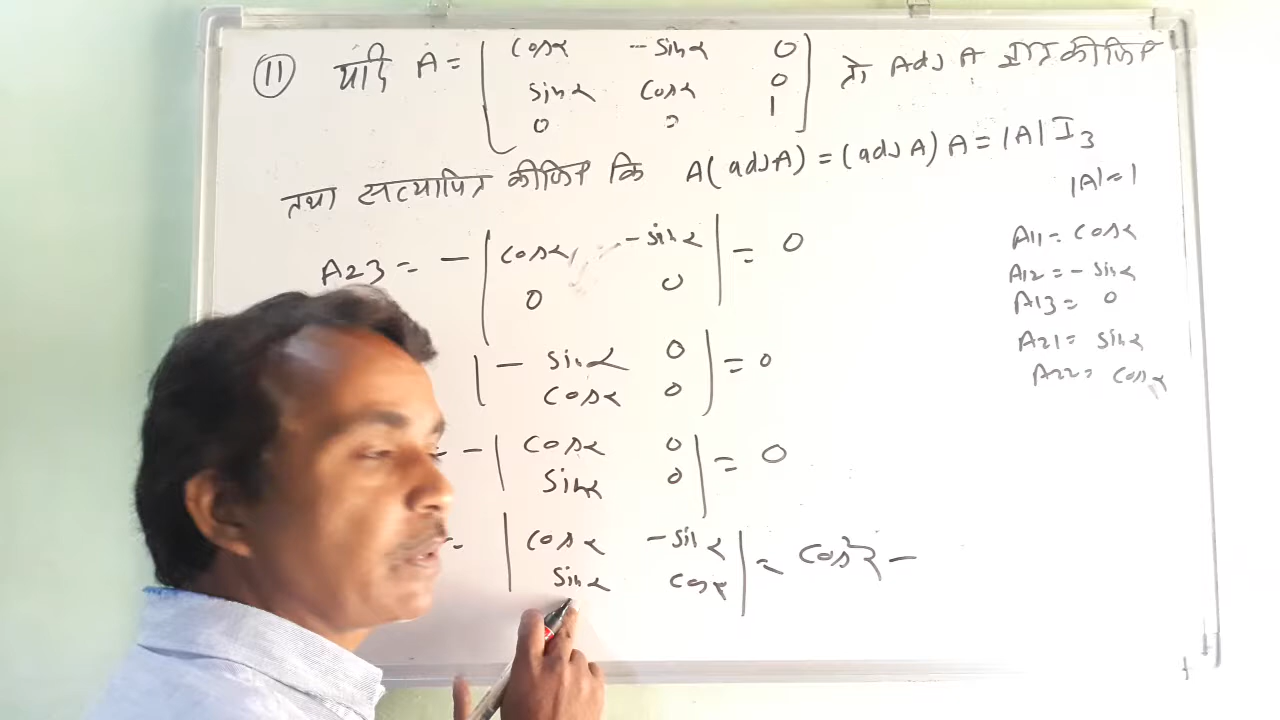 (11) यदि A = [ cosα -sinα 0
sinα cosα 0
0 0 1 ] तो Adj A ज्ञात कीजिए
तथा सत्यापित कीजिए कि A(adjA) = (adjA) A = |A| I3
|A| = 1
A11 = cosα
A12 = -sinα
A13 = 0
A21 = sinα
A22 = cosα
A23 = - | cosα -sinα | = 0
0 0
| -sinα 0 | = 0
cosα 0
= - | cosα 0 | = 0
sinα 0
= | cosα -sinα | = cos²α -
sinα cosα